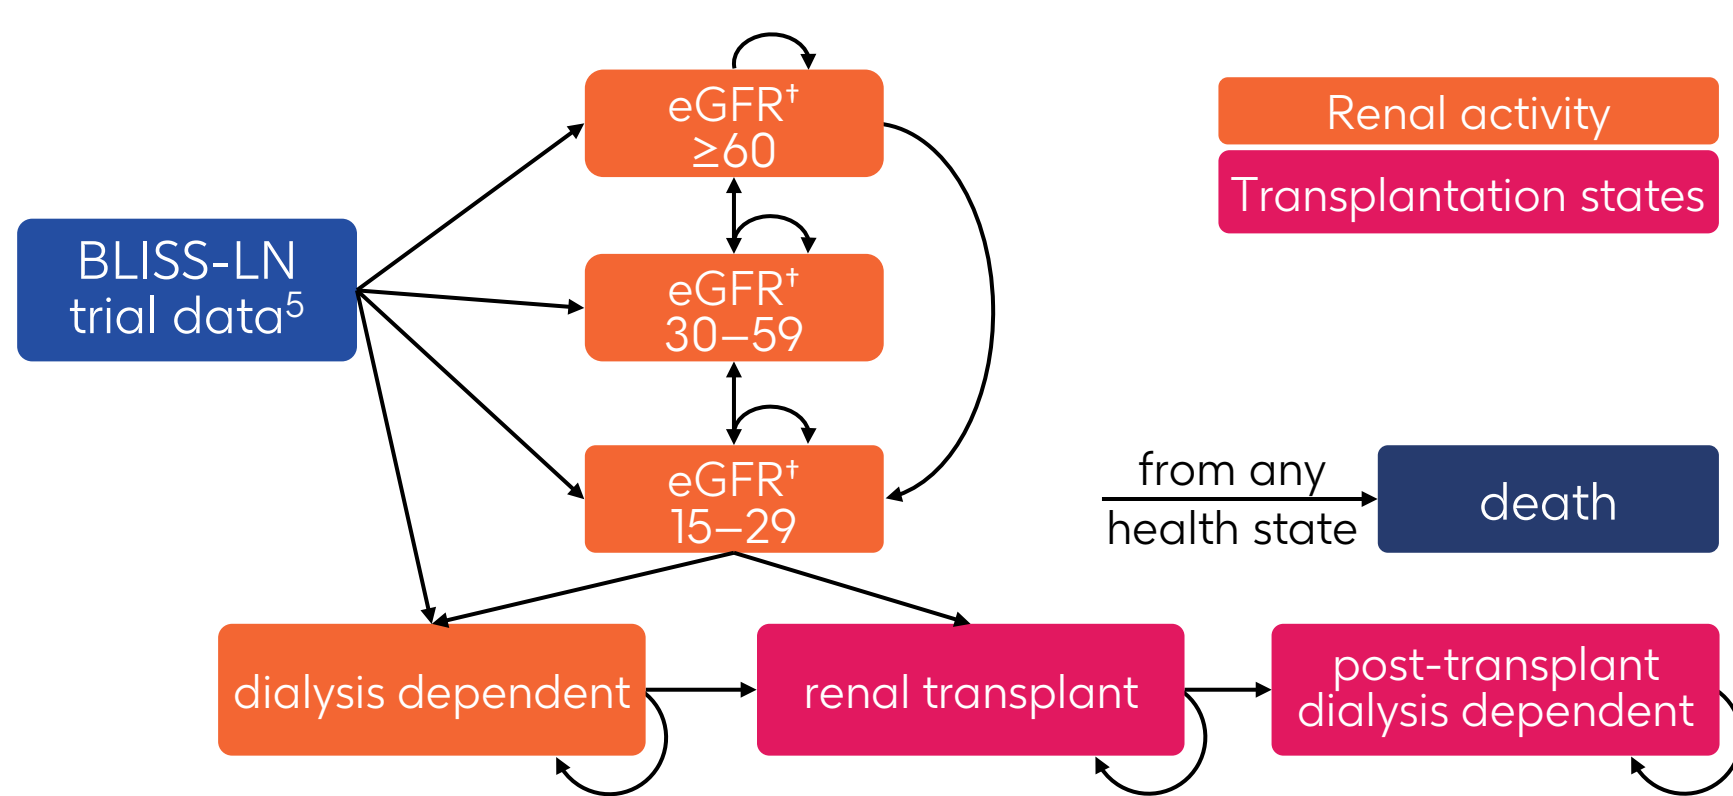 eGFR†
≥60
Renal activity
Transplantation states
BLISS-LN
trial data⁵
eGFR†
30–59
eGFR†
15–29
from any
health state
death
dialysis dependent
renal transplant
post-transplant
dialysis dependent